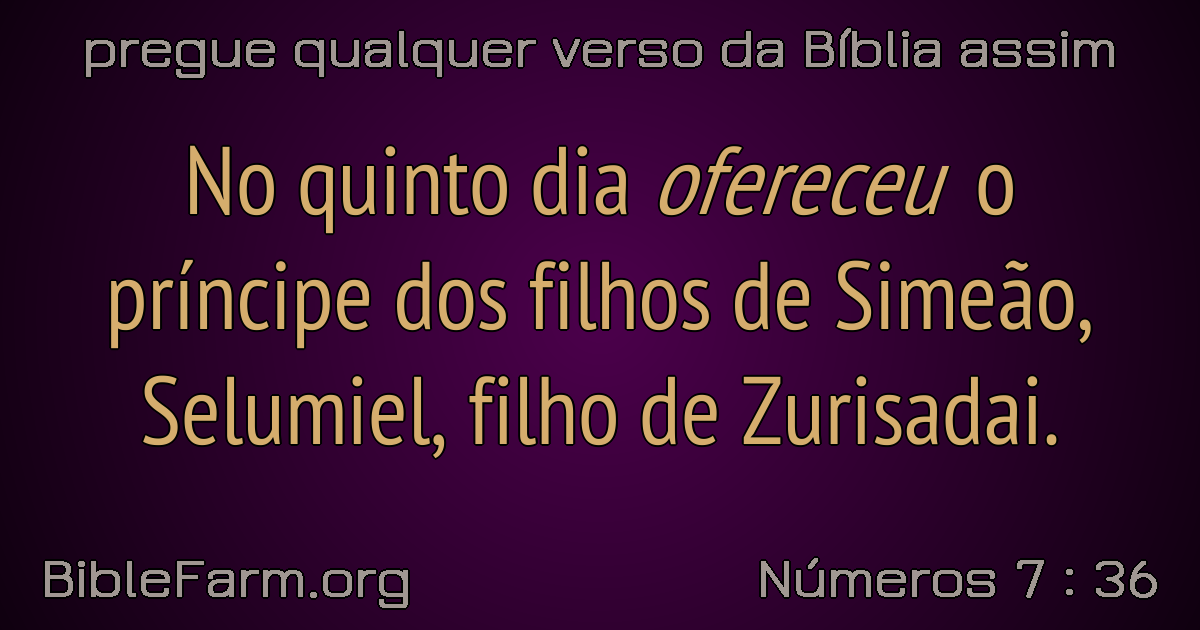 pregue qualquer verso da Bíblia assim
No quinto dia ofereceu o
príncipe dos filhos de Simeão,
Selumiel, filho de Zurisadai.
BibleFarm.org
Números 7 : 36